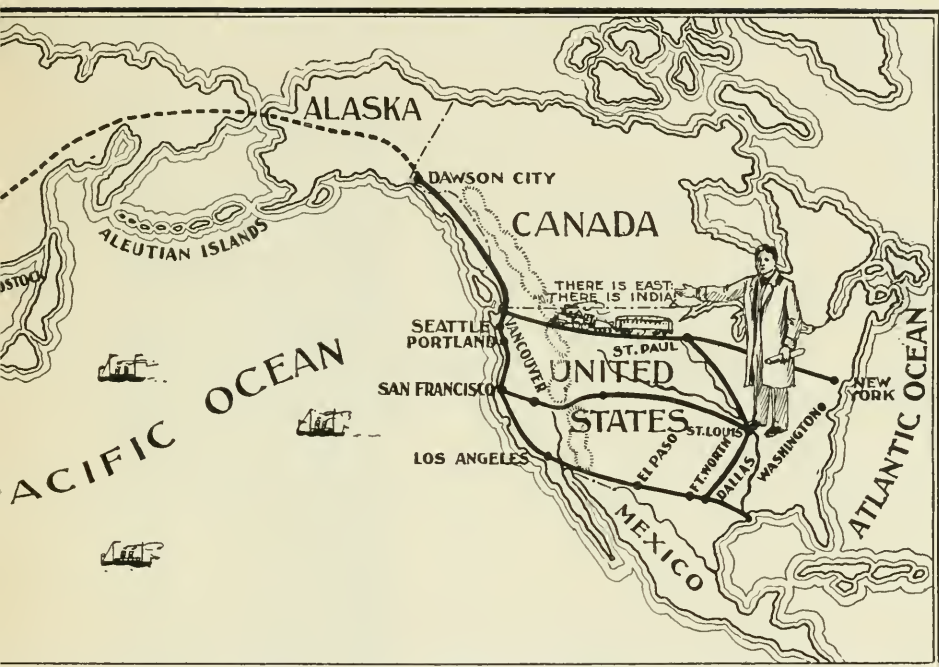 ALASKA
DAWSON CITY
CANADA
ALEUTIAN ISLANDS
THERE IS EAST:
THERE IS INDIA
SEATTLE
PORTLAND
VANCOUVER
ST. PAUL
UNITED
STATES
SAN FRANCISCO
NEW
YORK
ST. LOUIS
LOS ANGELES
EL PASO
FT. WORTH
DALLAS
WASHINGTON
MEXICO
PACIFIC OCEAN
ATLANTIC OCEAN